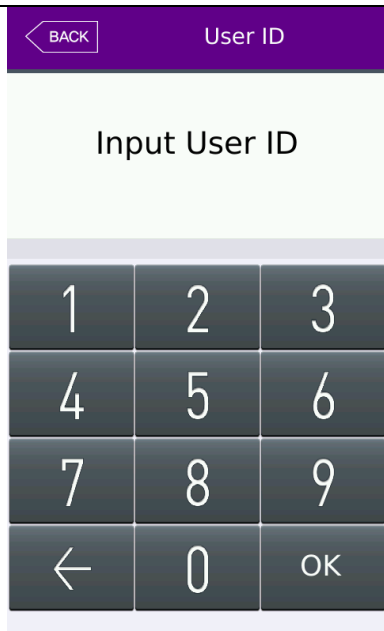 BACK User ID
Input User ID
1 2 3
4 5 6
7 8 9
← 0 OK